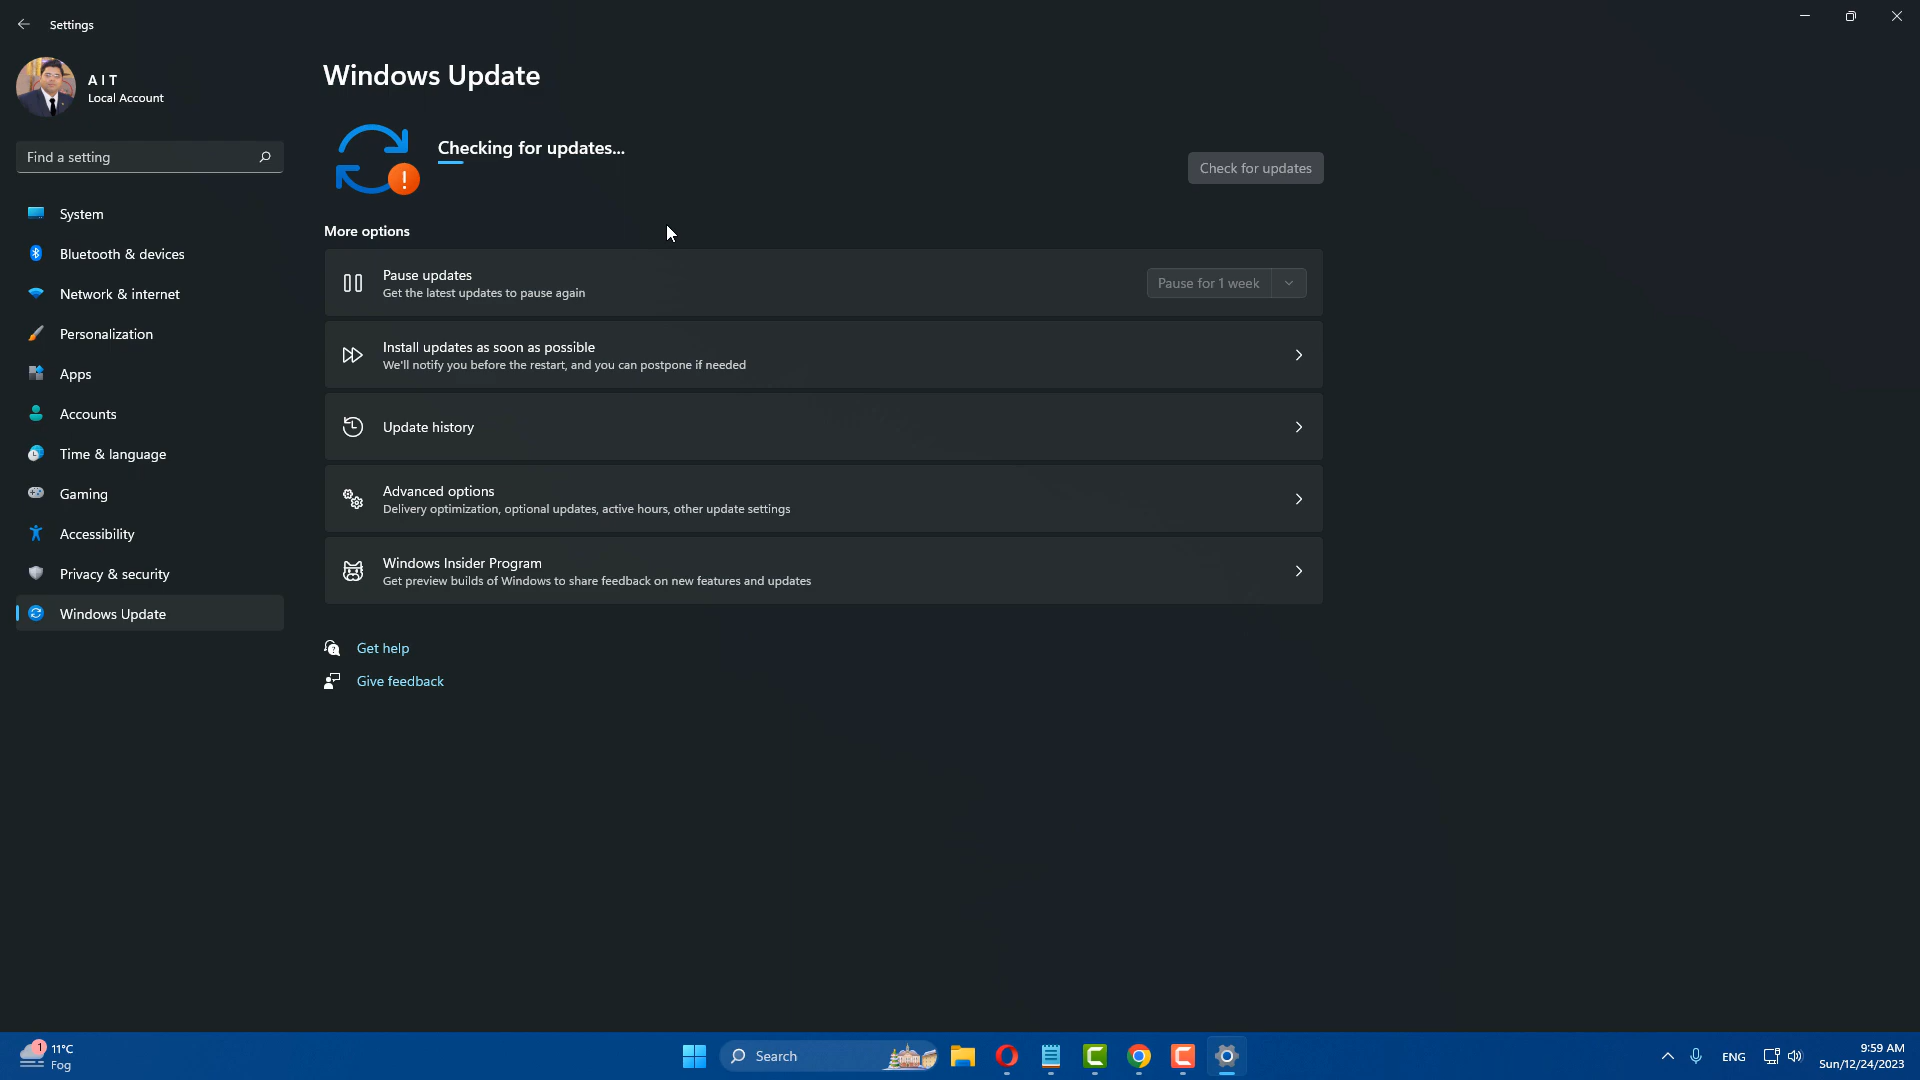 Settings
A I T
Local Account
Find a setting
System
Bluetooth & devices
Network & internet
Personalization
Apps
Accounts
Time & language
Gaming
Accessibility
Privacy & security
Windows Update
Windows Update
Checking for updates...
Check for updates
More options
Pause updates
Get the latest updates to pause again
Pause for 1 week
Install updates as soon as possible
We'll notify you before the restart, and you can postpone if needed
Update history
Advanced options
Delivery optimization, optional updates, active hours, other update settings
Windows Insider Program
Get preview builds of Windows to share feedback on new features and updates
Get help
Give feedback
1
11°C
Fog
Search
ENG
9:59 AM
Sun/12/24/2023